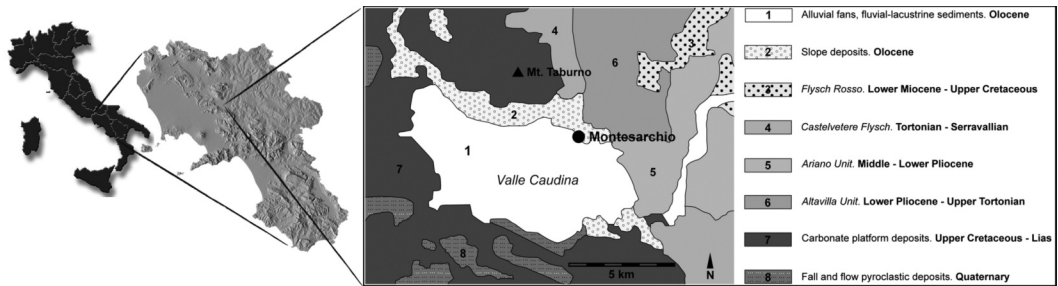 4
3
6
Mt. Taburno
2
Montesarchio
1
7
Valle Caudina
5
8
5 km
N
1 Alluvial fans, fluvial-lacustrine sediments. Olocene
2 Slope deposits. Olocene
3 Flysch Rosso. Lower Miocene - Upper Cretaceous
4 Castelvetere Flysch. Tortonian - Serravallian
5 Ariano Unit. Middle - Lower Pliocene
6 Altavilla Unit. Lower Pliocene - Upper Tortonian
7 Carbonate platform deposits. Upper Cretaceous - Lias
8 Fall and flow pyroclastic deposits. Quaternary